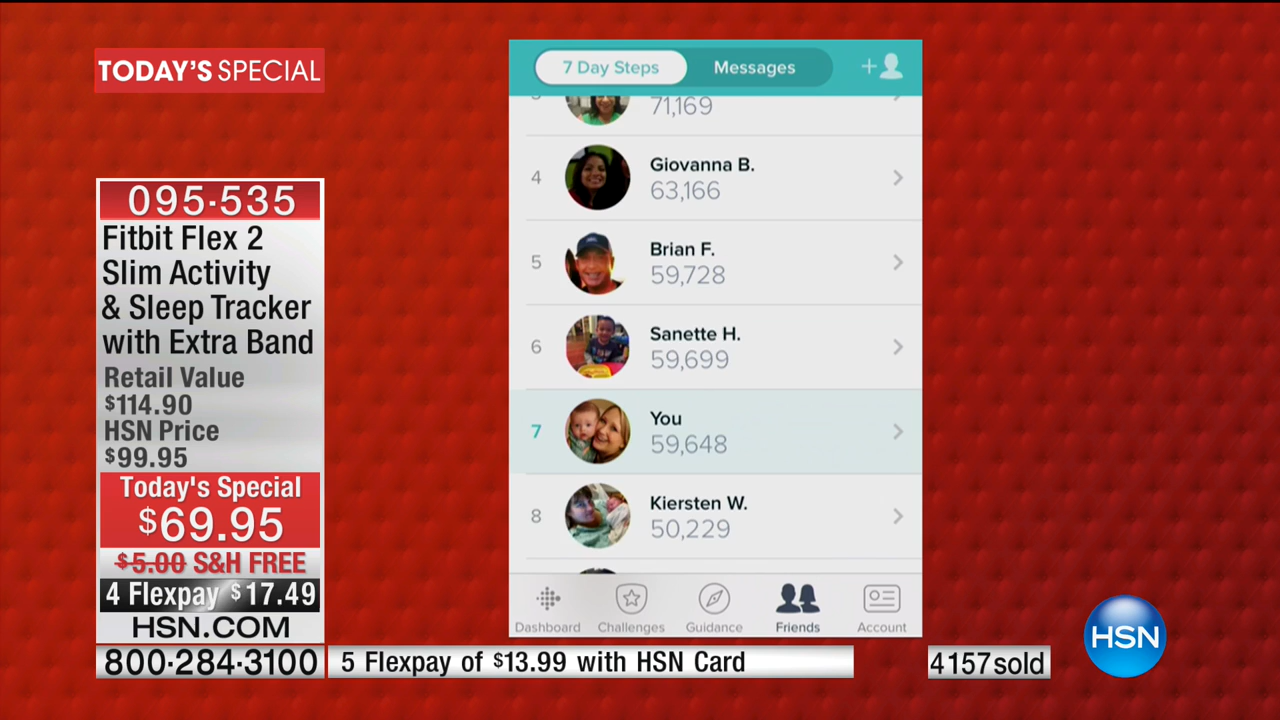 TODAY'S SPECIAL
095-535
Fitbit Flex 2
Slim Activity
& Sleep Tracker
with Extra Band
Retail Value
$114.90
HSN Price
$99.95
Today's Special
$69.95
$5.00 S&H FREE
4 Flexpay $17.49
HSN.COM
800-284-3100
7 Day Steps
Messages
+
3
71,169
4
Giovanna B.
63,166
5
Brian F.
59,728
6
Sanette H.
59,699
7
You
59,648
8
Kiersten W.
50,229
Dashboard
Challenges
Guidance
Friends
Account
5 Flexpay of $13.99 with HSN Card
4157sold
HSN